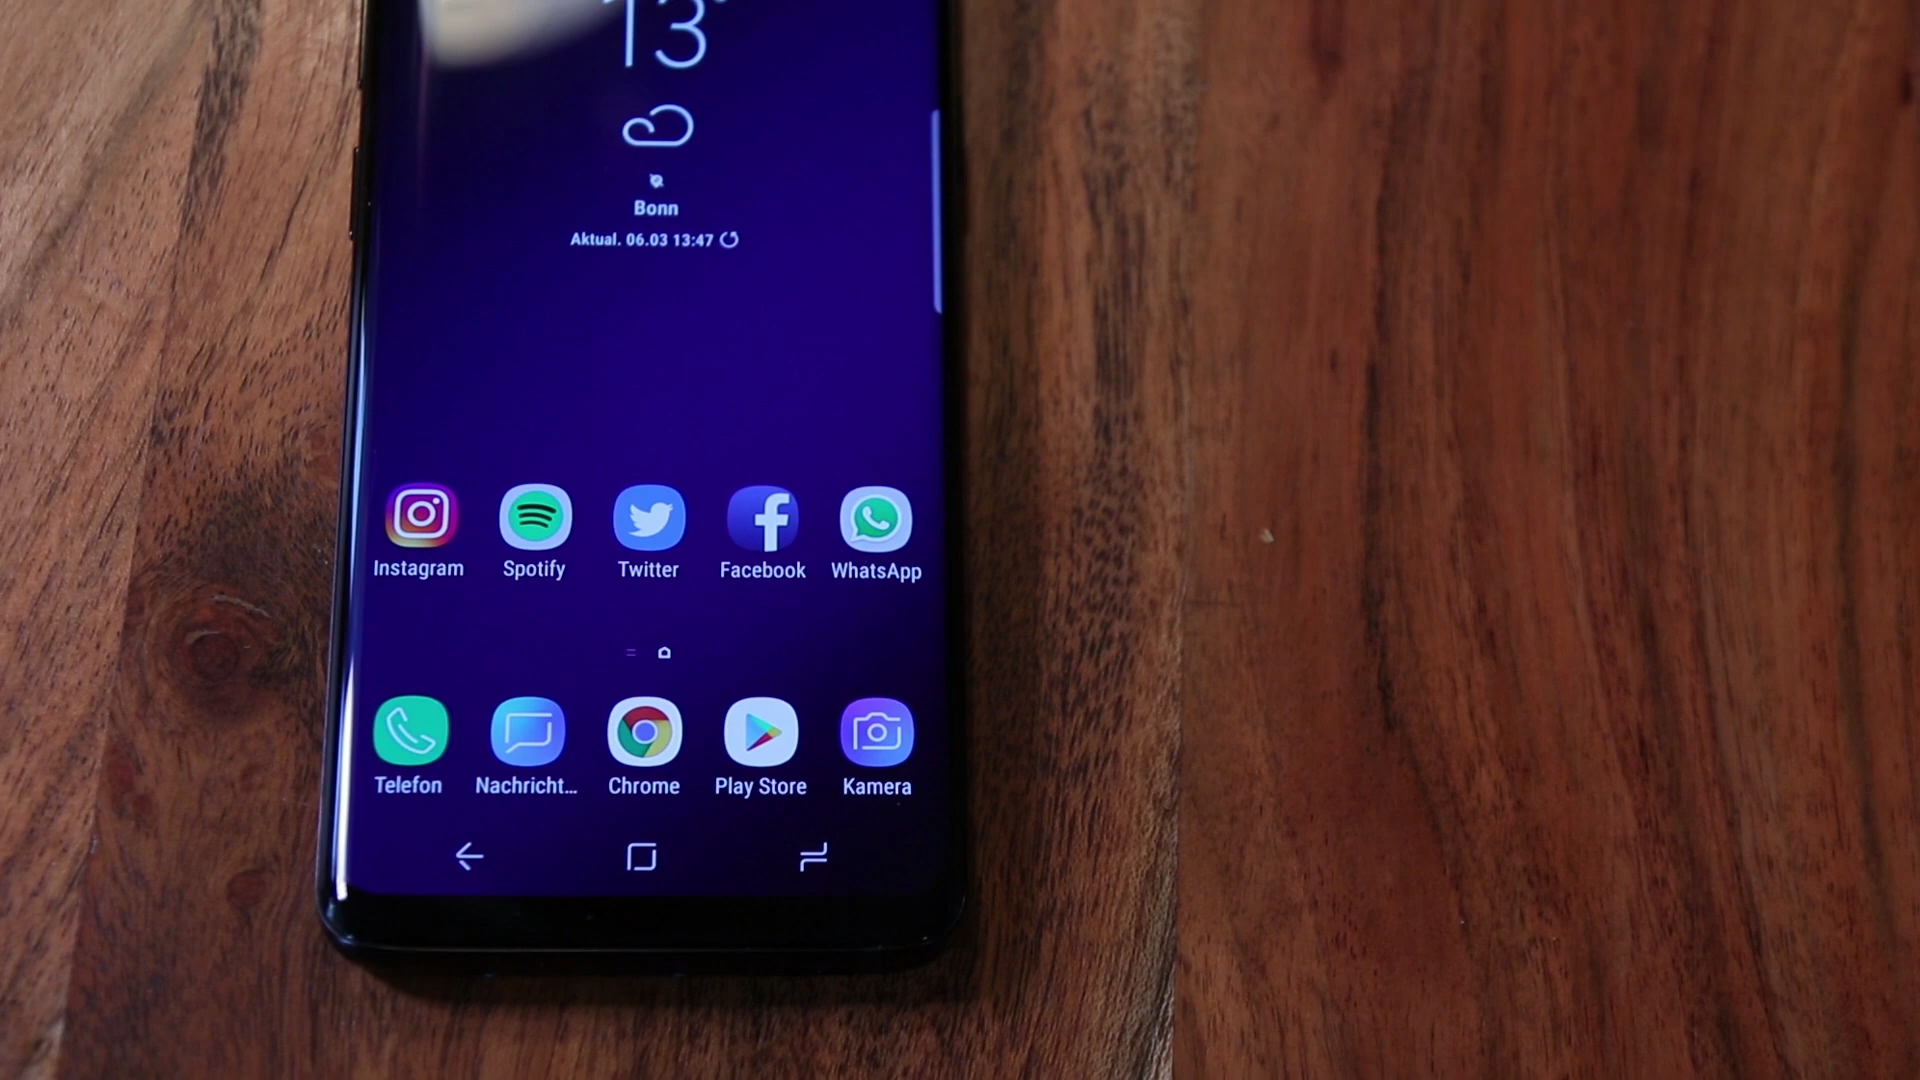 13°
Bonn
Aktual. 06.03 13:47
Instagram Spotify Twitter Facebook WhatsApp
Telefon Nachricht... Chrome Play Store Kamera